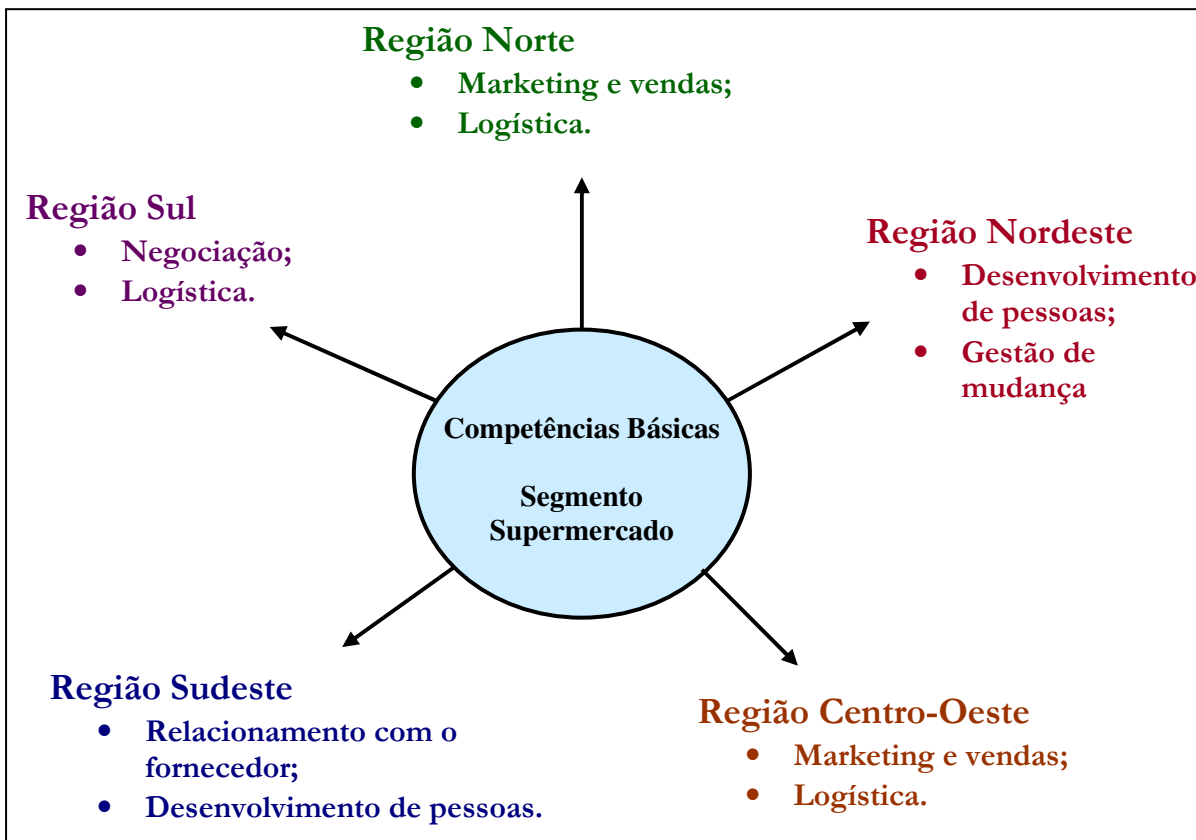 Região Norte
• Marketing e vendas;
• Logística.
Região Sul
• Negociação;
• Logística.
Região Nordeste
• Desenvolvimento
de pessoas;
• Gestão de
mudança
Competências Básicas
Segmento
Supermercado
Região Sudeste
• Relacionamento com o
fornecedor;
• Desenvolvimento de pessoas.
Região Centro-Oeste
• Marketing e vendas;
• Logística.